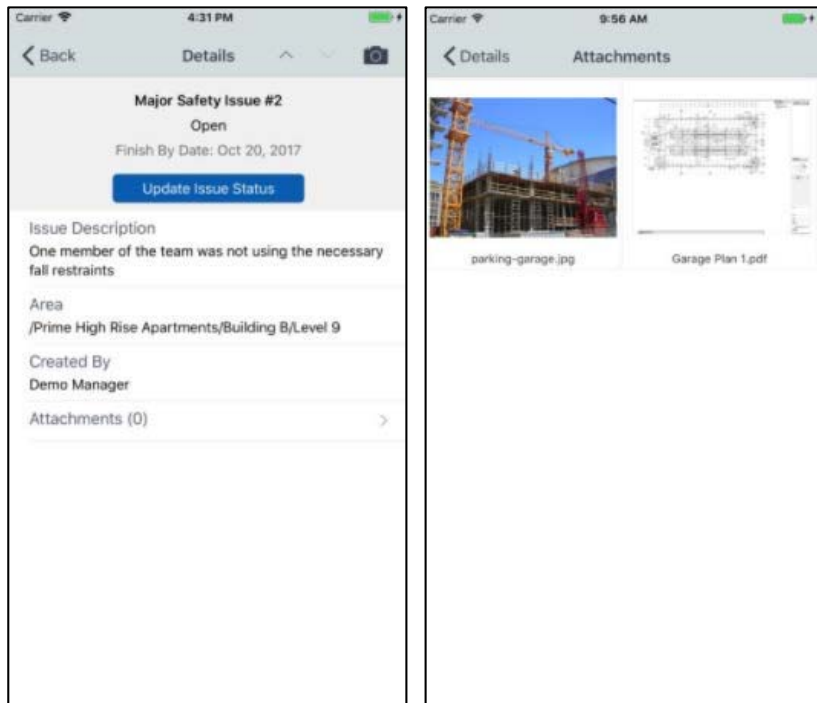 Carrier
4:31 PM
Back
Details
Major Safety Issue #2
Open
Finish By Date: Oct 20, 2017
Update Issue Status
Issue Description
One member of the team was not using the necessary
fall restraints
Area
/Prime High Rise Apartments/Building B/Level 9
Created By
Demo Manager
Attachments (0)
Carrier
9:56 AM
Details
Attachments
parking-garage.jpg
Garage Plan 1.pdf